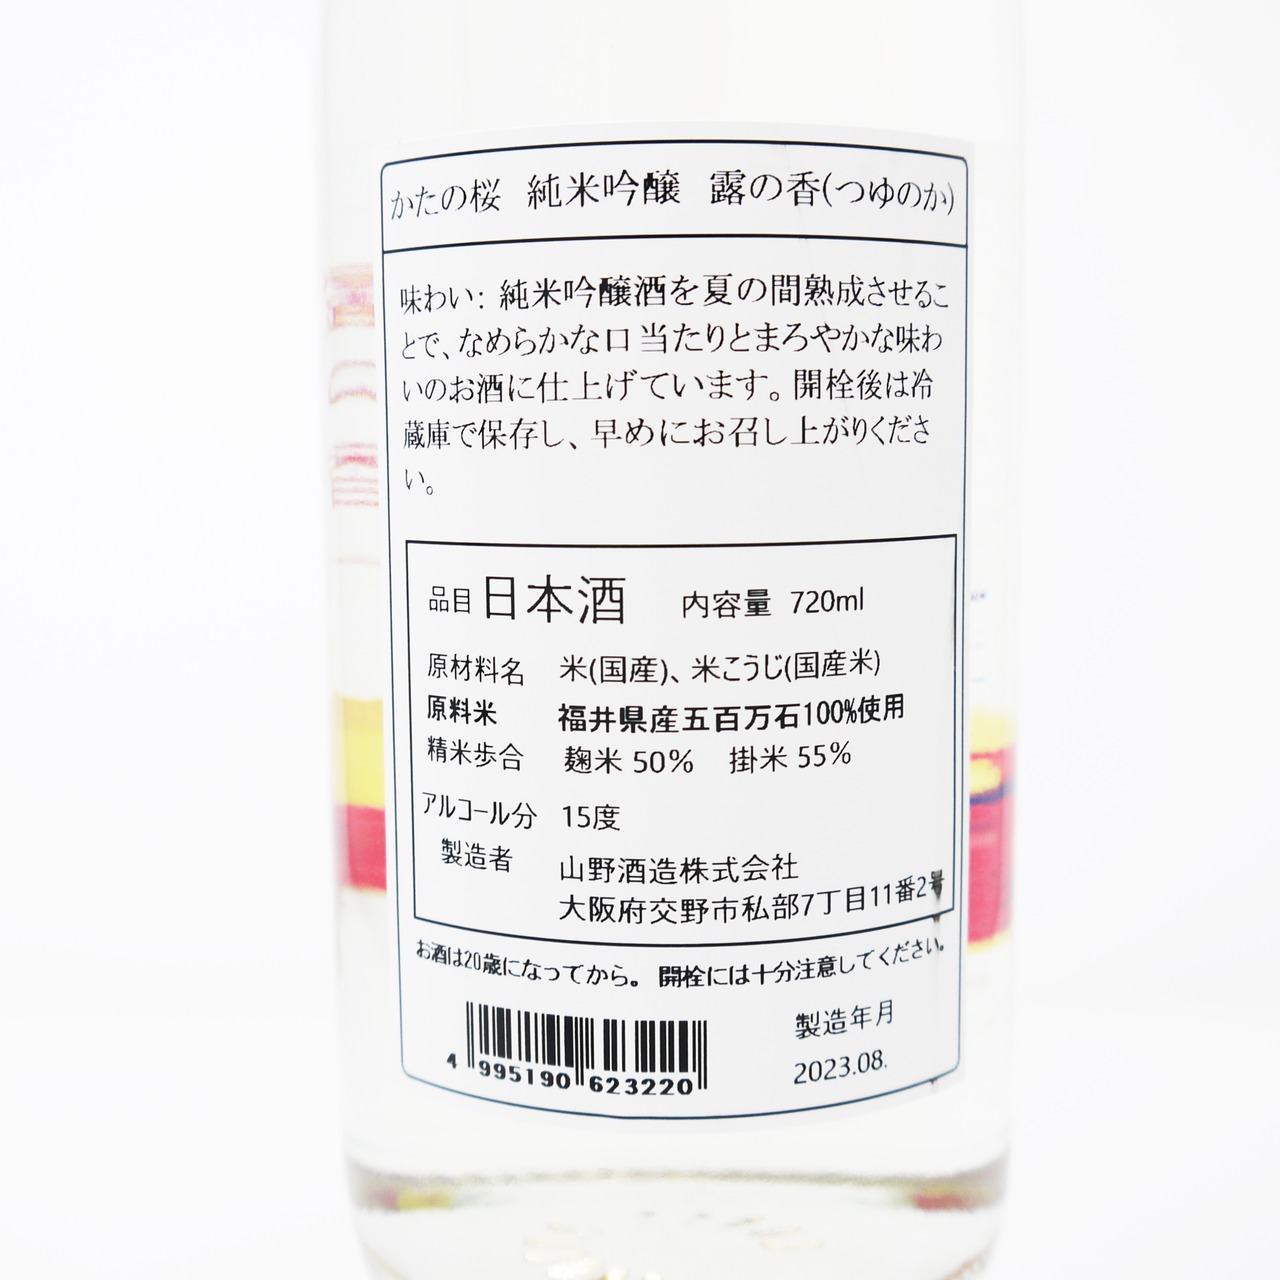 かたの桜 純米吟醸 露の香(つゆのか)
味わい: 純米吟醸酒を夏の間熟成させるこ
とで、なめらかな口当たりとまろやかな味わ
いのお酒に仕上げています。開栓後は冷
蔵庫で保存し、早めにお召し上がりくださ
い。
品目 日本酒 内容量 720ml
原材料名 米(国産)、米こうじ(国産米)
原料米 福井県産五百万石100%使用
精米歩合 麹米 50% 掛米 55%
アルコール分 15度
製造者 山野酒造株式会社
大阪府交野市私部7丁目11番2号
お酒は20歳になってから。 開栓には十分注意してください。
製造年月
2023.08.
4 995190 623220